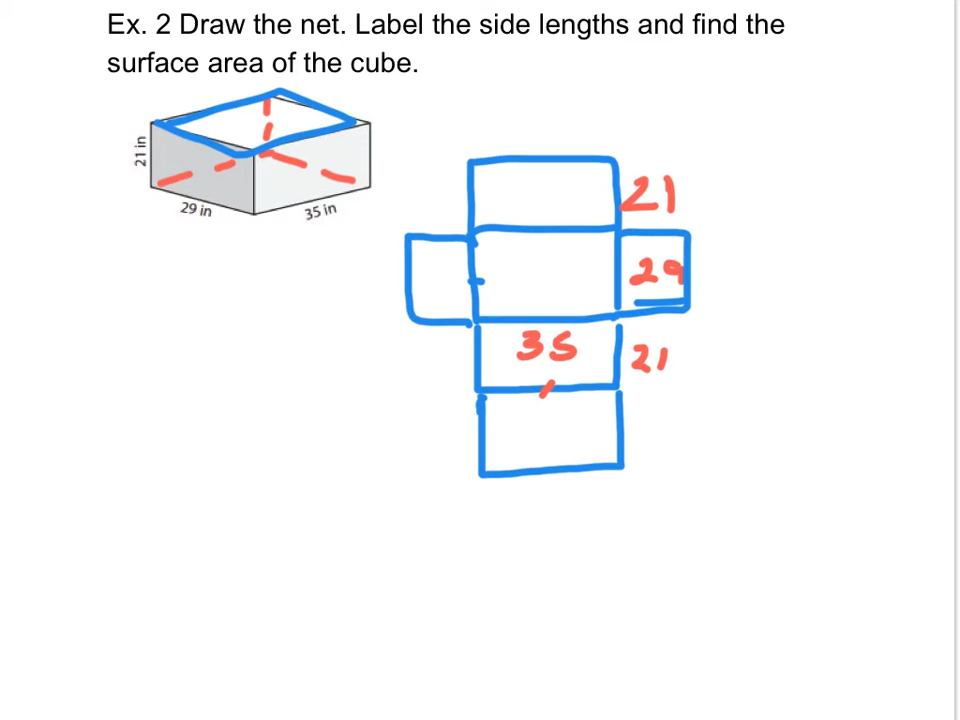 Ex. 2 Draw the net. Label the side lengths and find the
surface area of the cube.
21 in
29 in
35 in
21
29
35
21